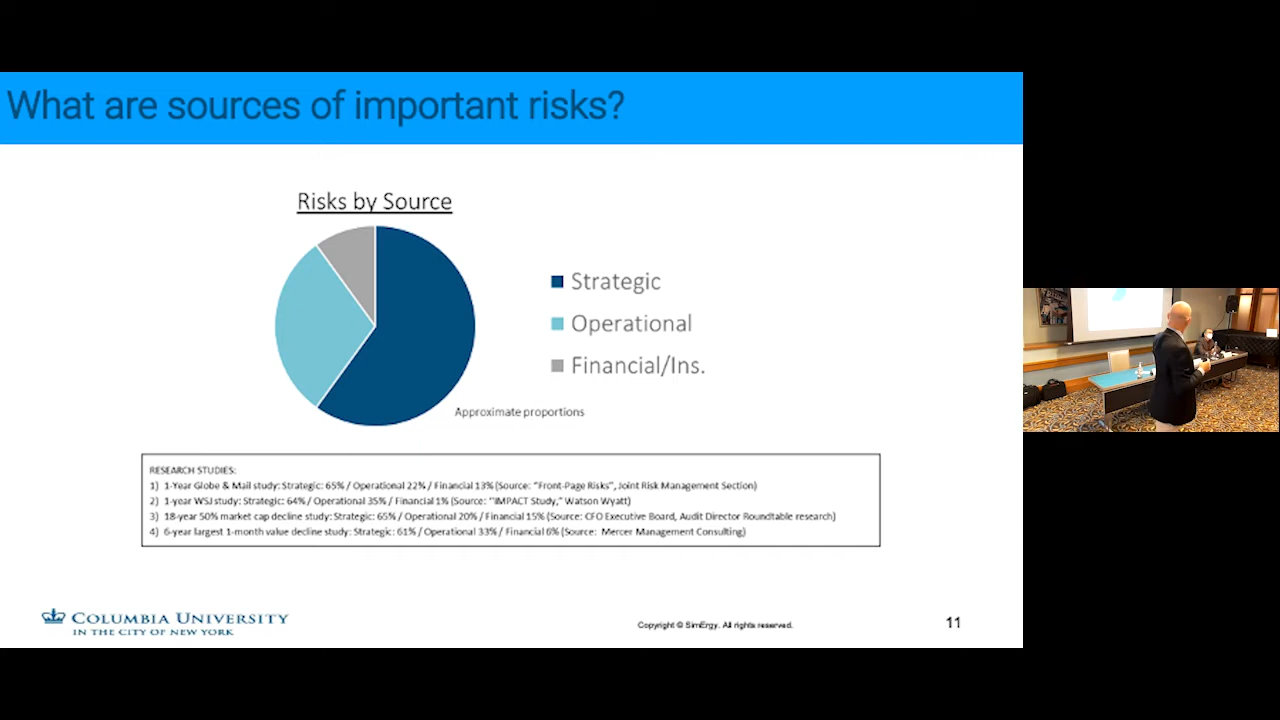 What are sources of important risks?
Risks by Source
Strategic
Operational
Financial/Ins.
Approximate proportions
RESEARCH STUDIES:
1) 1-Year Globe & Mail study: Strategic: 65% / Operational 22% / Financial 13% (Source: "Front-Page Risks", Joint Risk Management Section)
2) 1-year WSJ study: Strategic: 64% / Operational 35% / Financial 1% (Source: "IMPACT Study," Watson Wyatt)
3) 18-year 50% market cap decline study: Strategic: 65% / Operational 20% / Financial 15% (Source: CFO Executive Board, Audit Director Roundtable research)
4) 6-year largest 1-month value decline study: Strategic: 61% / Operational 33% / Financial 6% (Source: Mercer Management Consulting)
COLUMBIA UNIVERSITY
IN THE CITY OF NEW YORK
Copyright © SimErgy. All rights reserved.
11